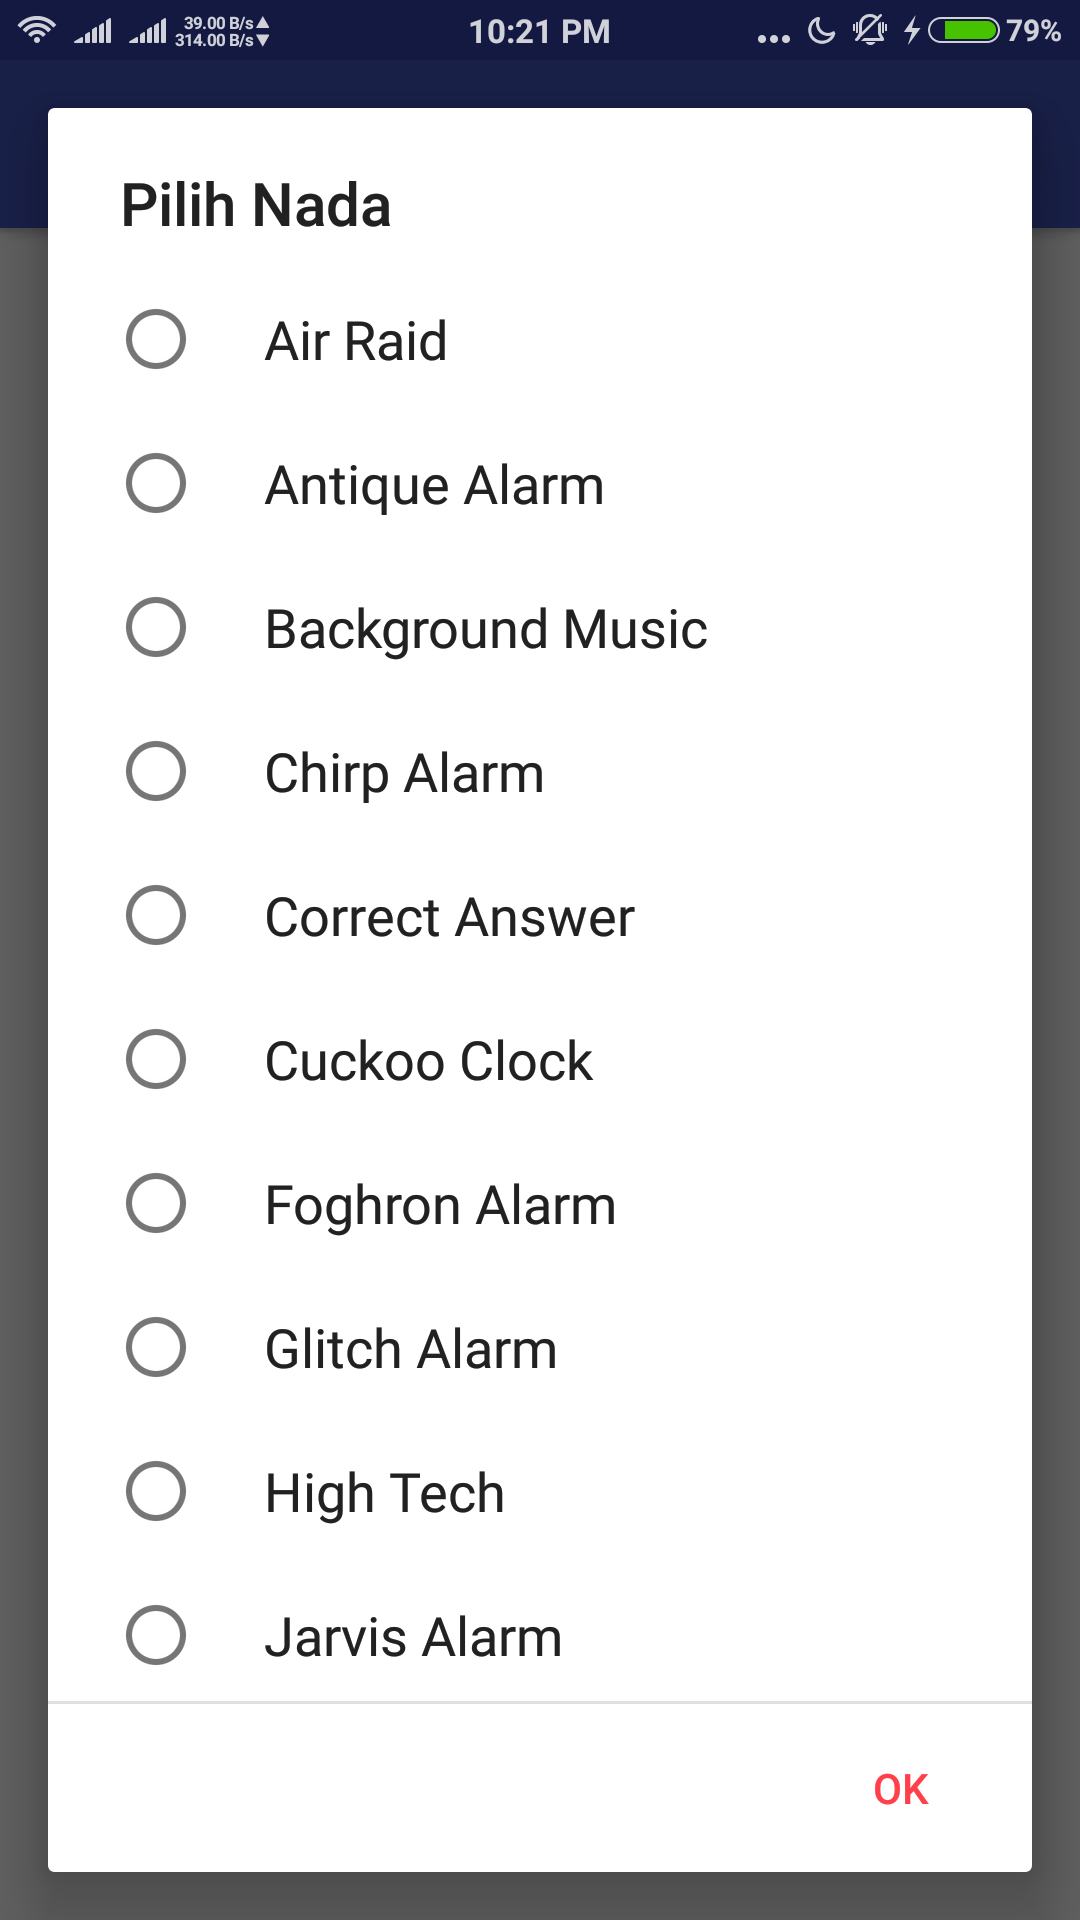 39.00 B/s
314.00 B/s
10:21 PM
79%
Pilih Nada
Air Raid
Antique Alarm
Background Music
Chirp Alarm
Correct Answer
Cuckoo Clock
Foghron Alarm
Glitch Alarm
High Tech
Jarvis Alarm
OK